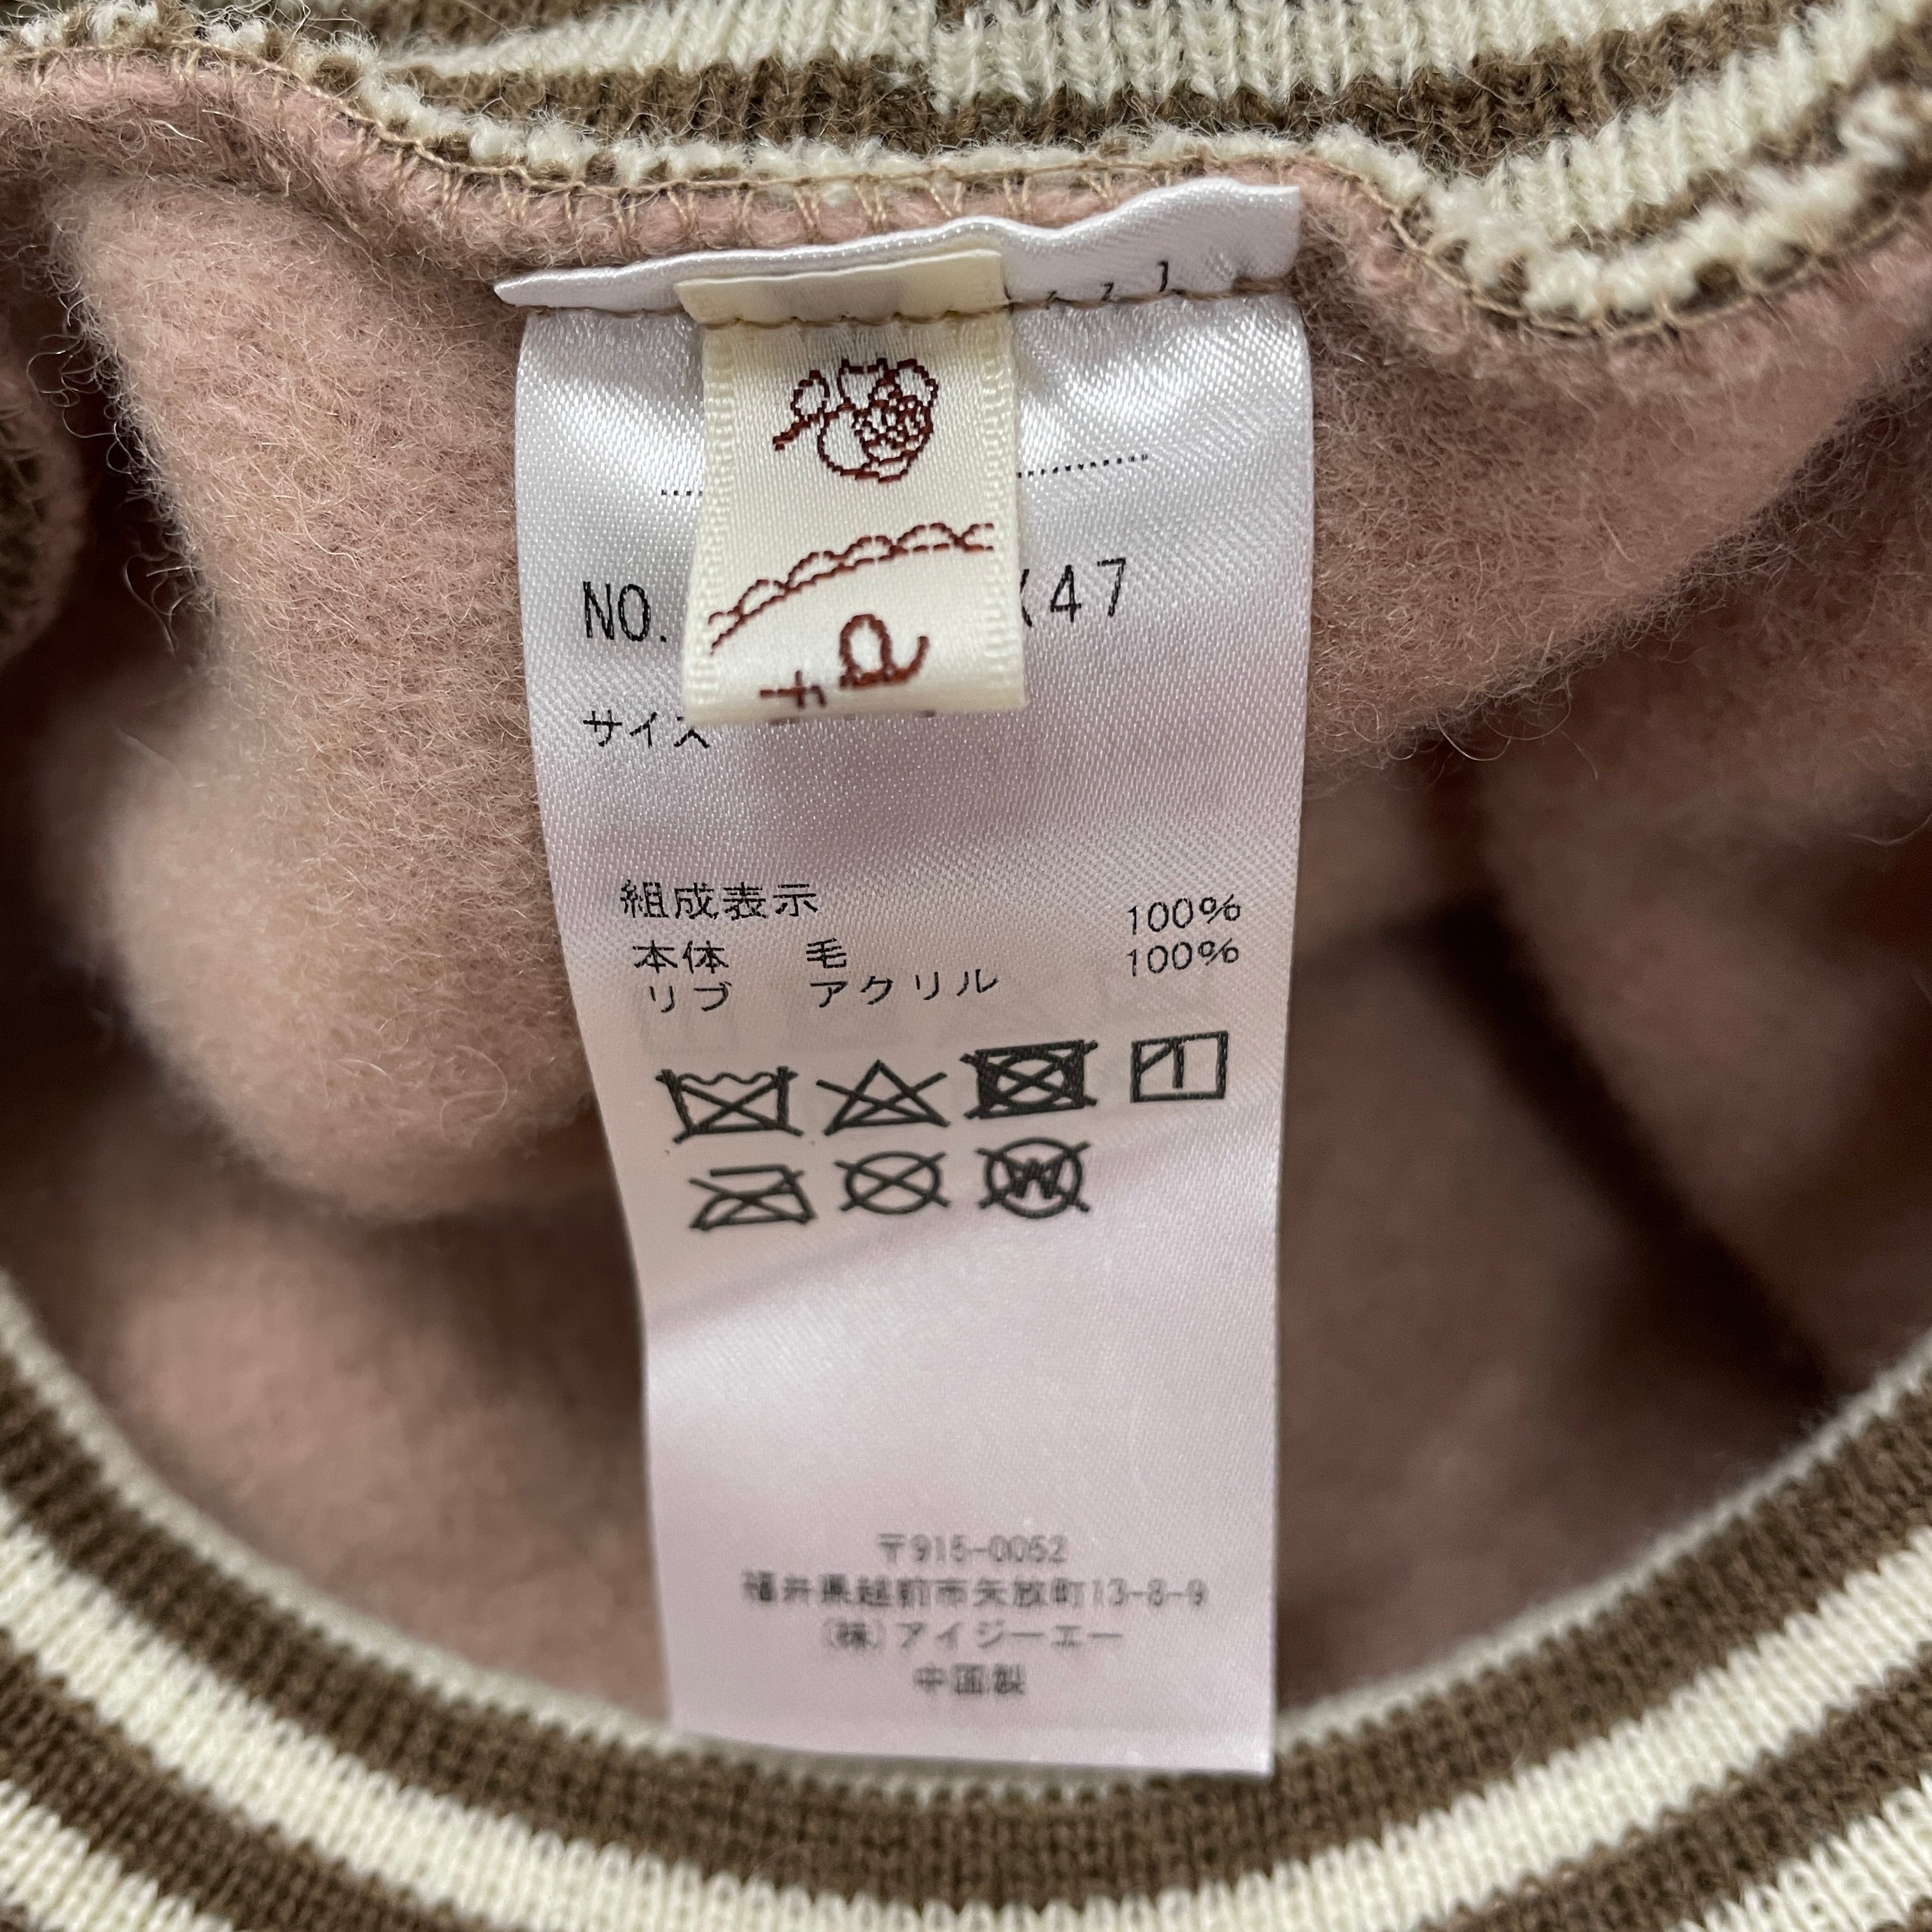 NO.
47
サイズ
組成表示
本体 毛 100%
リブ アクリル 100%
W
〒915-0052
福井県越前市矢放町13-8-9
(株)アイジーエー
中国製